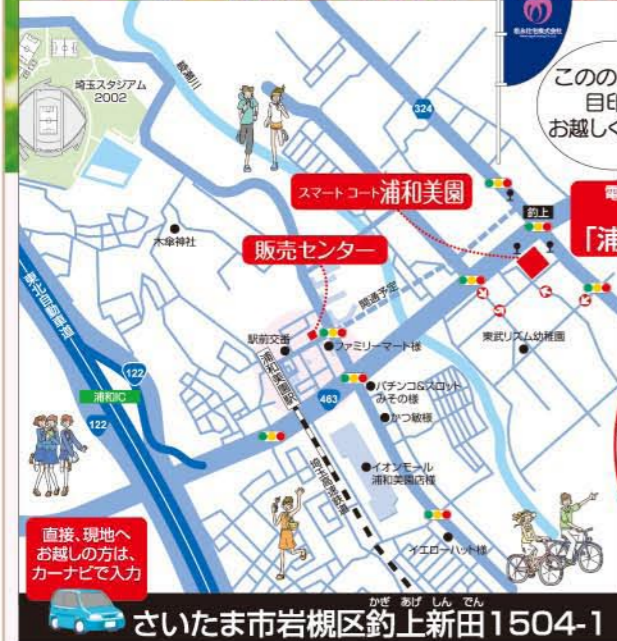 埼玉スタジアム
2002
綾瀬川
324
このの
目印
お越しく
スマート コート 浦和美園
電
「浦
釣上
木傘神社
販売センター
開通予定
東北自動車道
駅前交番
ファミリーマート様
東武リズム幼稚園
浦和美園駅
122
浦和IC
122
463
パチンコ&スロット
みその様
かつ敏様
埼玉高速鉄道
イオンモール
浦和美園店様
イエローハット様
直接、現地へ
お越しの方は、
カーナビで入力
かぎ あげ しん でん
さいたま市岩槻区釣上新田1504-1